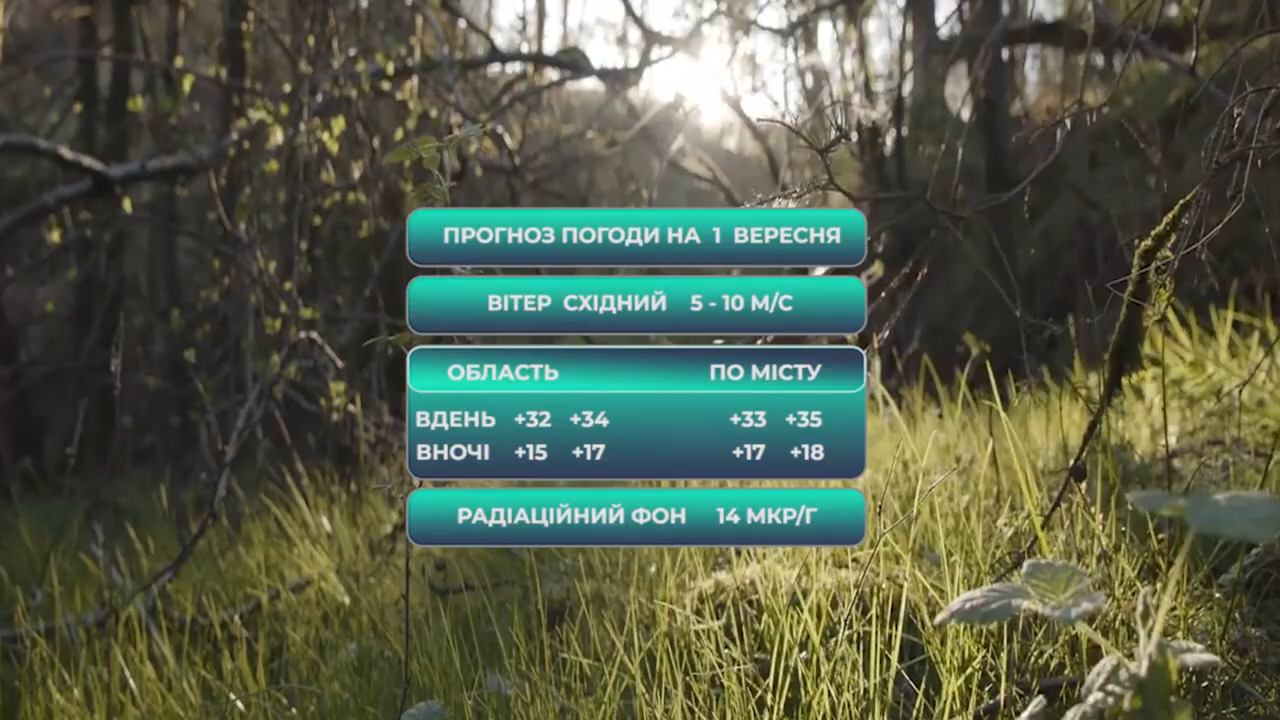 ПРОГНОЗ ПОГОДИ НА 1 ВЕРЕСНЯ
ВІТЕР СХІДНИЙ 5 - 10 М/С
ОБЛАСТЬ ПО МІСТУ
ВДЕНЬ +32 +34 +33 +35
ВНОЧІ +15 +17 +17 +18
РАДІАЦІЙНИЙ ФОН 14 МКР/Г